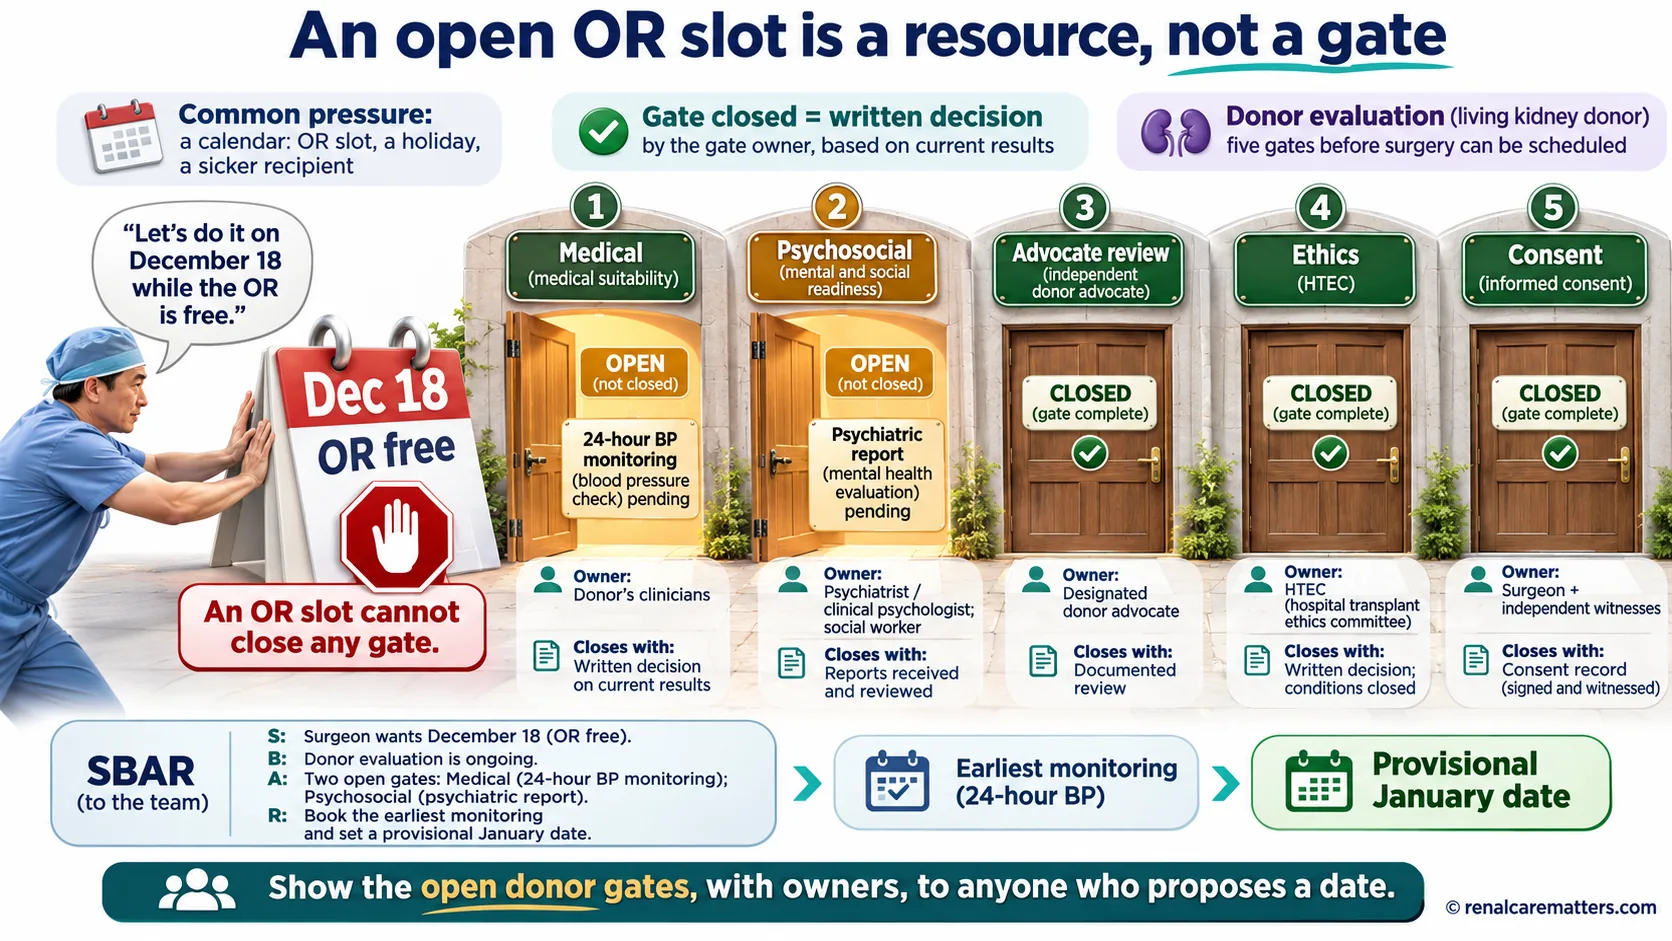 An open OR slot is a resource, not a gate
Common pressure:
a calendar: OR slot, a holiday,
a sicker recipient
Gate closed = written decision
by the gate owner, based on current results
Donor evaluation (living kidney donor)
five gates before surgery can be scheduled
“Let’s do it on
December 18
while the OR
is free.”
Dec 18
OR free
An OR slot cannot
close any gate.
1
Medical
(medical suitability)
OPEN
(not closed)
24-hour BP
monitoring
(blood pressure
check) pending
Owner:
Donor’s clinicians
Closes with:
Written decision
on current results
2
Psychosocial
(mental and social
readiness)
OPEN
(not closed)
Psychiatric
report
(mental health
evaluation)
pending
Owner:
Psychiatrist /
clinical psychologist;
social worker
Closes with:
Reports received
and reviewed
3
Advocate review
(independent
donor advocate)
CLOSED
(gate complete)
Owner:
Designated
donor advocate
Closes with:
Documented
review
4
Ethics
(HTEC)
CLOSED
(gate complete)
Owner:
HTEC
(hospital transplant
ethics committee)
Closes with:
Written decision;
conditions closed
5
Consent
(informed consent)
CLOSED
(gate complete)
Owner:
Surgeon +
independent witnesses
Closes with:
Consent record
(signed and witnessed)
SBAR
(to the team)
S: Surgeon wants December 18 (OR free).
B: Donor evaluation is ongoing.
A: Two open gates: Medical (24-hour BP monitoring);
Psychosocial (psychiatric report).
R: Book the earliest monitoring
and set a provisional January date.
Earliest monitoring
(24-hour BP)
Provisional
January date
Show the open donor gates, with owners, to anyone who proposes a date.
© renalcarematters.com